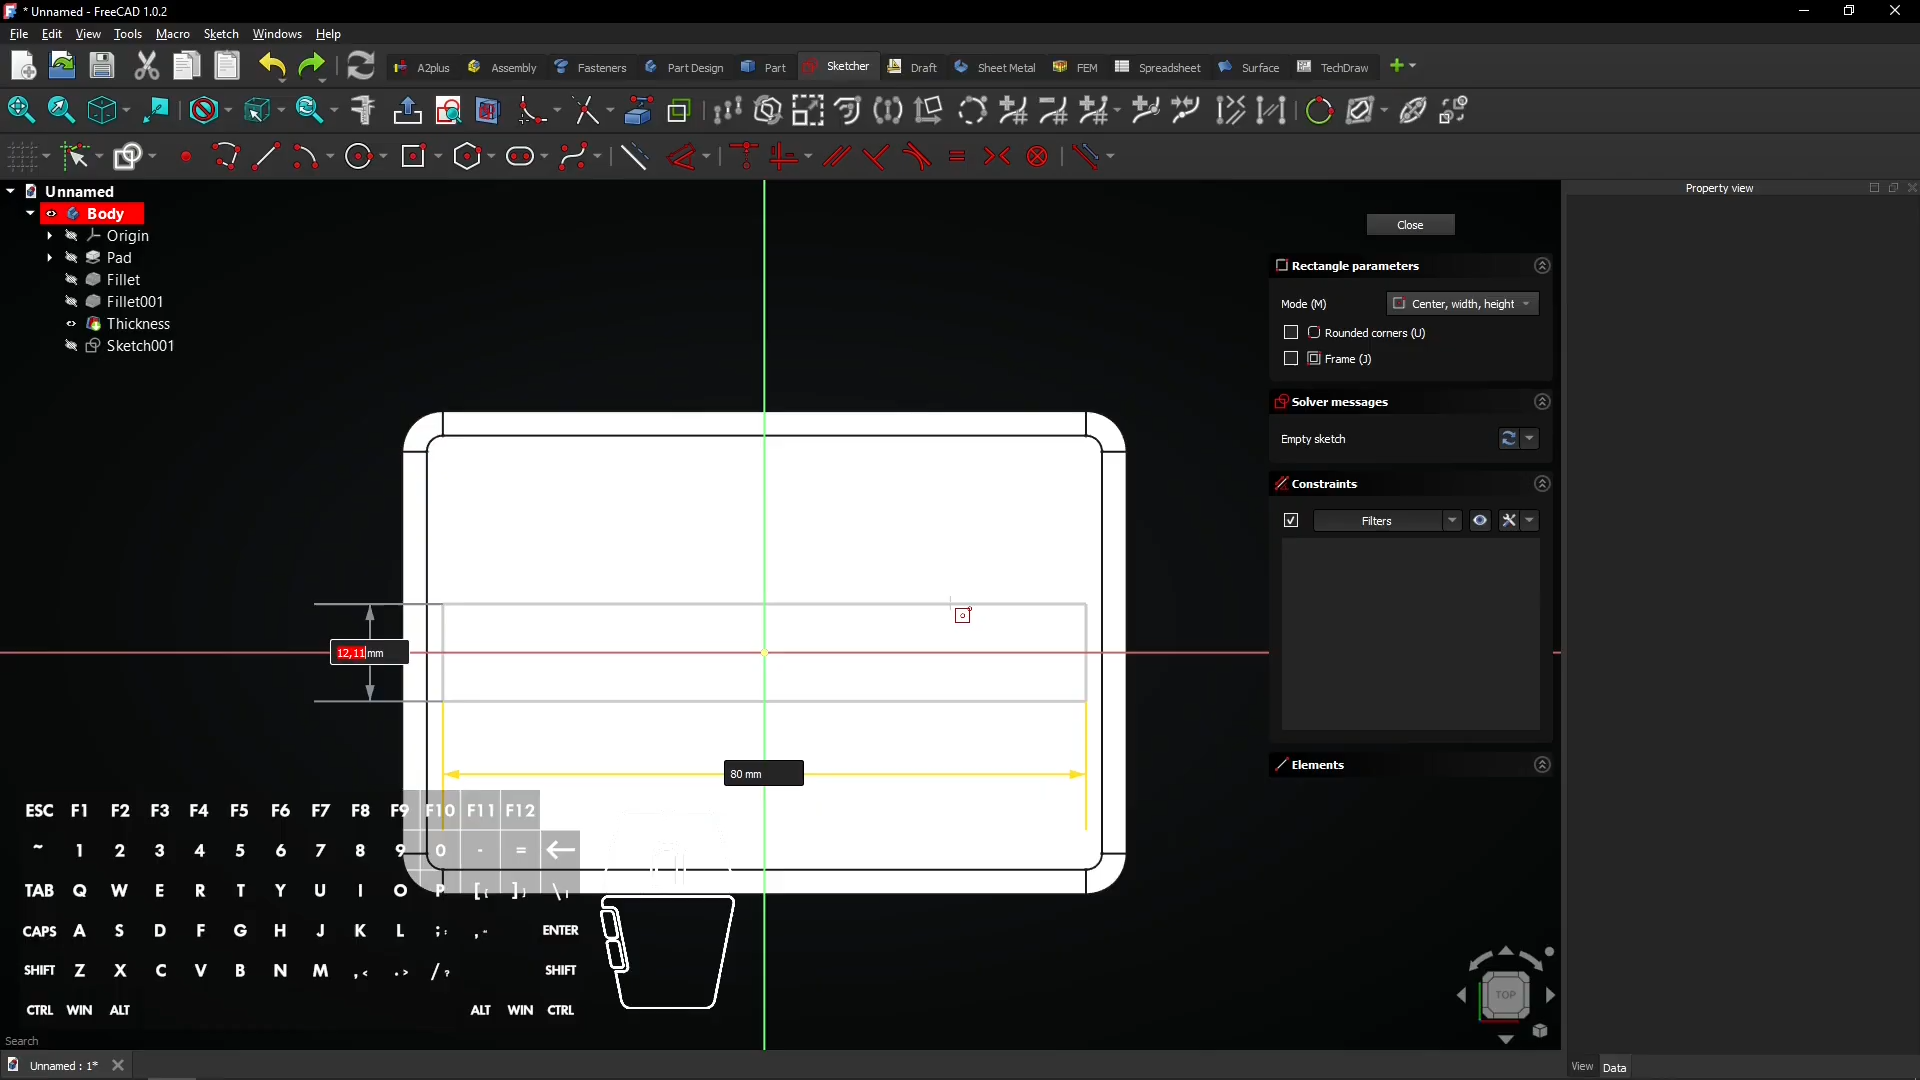 * Unnamed - FreeCAD 1.0.2
File Edit View Tools Macro Sketch Windows Help
A2plus Assembly Fasteners Part Design Part Sketcher Draft Sheet Metal FEM Spreadsheet Surface TechDraw
Unnamed
Body
Origin
Pad
Fillet
Fillet001
Thickness
Sketch001
Property view
Close
Rectangle parameters
Mode (M) Center, width, height
Rounded corners (U)
Frame (J)
Solver messages
Empty sketch
Constraints
Filters
Elements
12,11 mm
80 mm
ESC F1 F2 F3 F4 F5 F6 F7 F8 F9 F10 F11 F12
~ 1 2 3 4 5 6 7 8 9 0 - =
TAB Q W E R T Y U I O P [{ ]} \|
CAPS A S D F G H J K L ;: ," ENTER
SHIFT Z X C V B N M ,< .> /? SHIFT
CTRL WIN ALT ALT WIN CTRL
TOP
Search
Unnamed : 1*
View Data